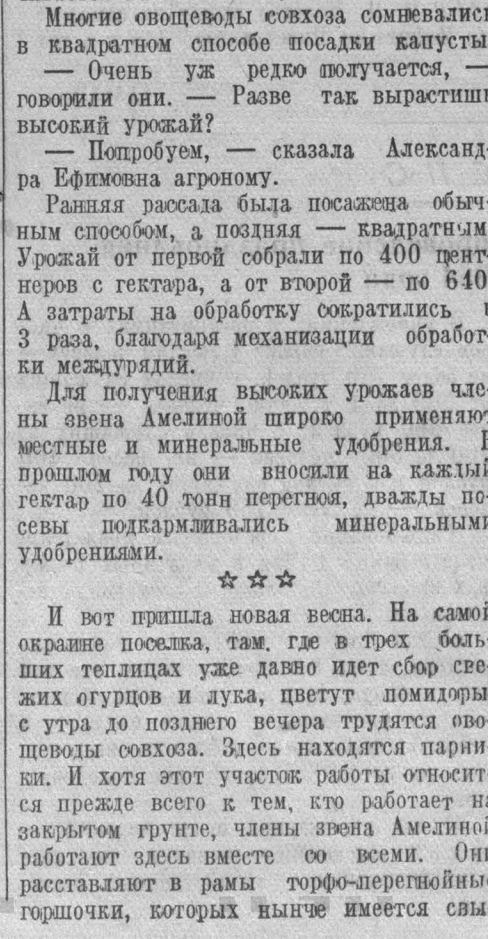 Многие овощеводы совхоза сомневались
в квадратном способе посадки капусты.
— Очень уж редко получается, —
говорили они. — Разве так вырастишь
высокий урожай?
— Попробуем, — сказала Александ-
ра Ефимовна агроному.
Ранняя рассада была посажена обыч-
ным способом, а поздняя — квадратным.
Урожай от первой собрали по 400 цент-
неров с гектара, а от второй — по 640.
А затраты на обработку сократились в
3 раза, благодаря механизации обработ-
ки междурядий.
Для получения высоких урожаев чле-
ны звена Амелиной широко применяют
местные и минеральные удобрения. В
прошлом году они вносили на каждый
гектар по 40 тонн перегноя, дважды по-
севы подкармливались минеральными
удобрениями.
☆ ☆ ☆
И вот пришла новая весна. На самой
окраине поселка, там, где в трех боль-
ших теплицах уже давно идет сбор све-
жих огурцов и лука, цветут помидоры,
с утра до позднего вечера трудятся ово-
щеводы совхоза. Здесь находятся парни-
ки. И хотя этот участок работы относит-
ся прежде всего к тем, кто работает на
закрытом грунте, члены звена Амелиной
работают здесь вместе со всеми. Они
расставляют в рамы торфо-перегнойные
горшочки, которых нынче имеется свы-